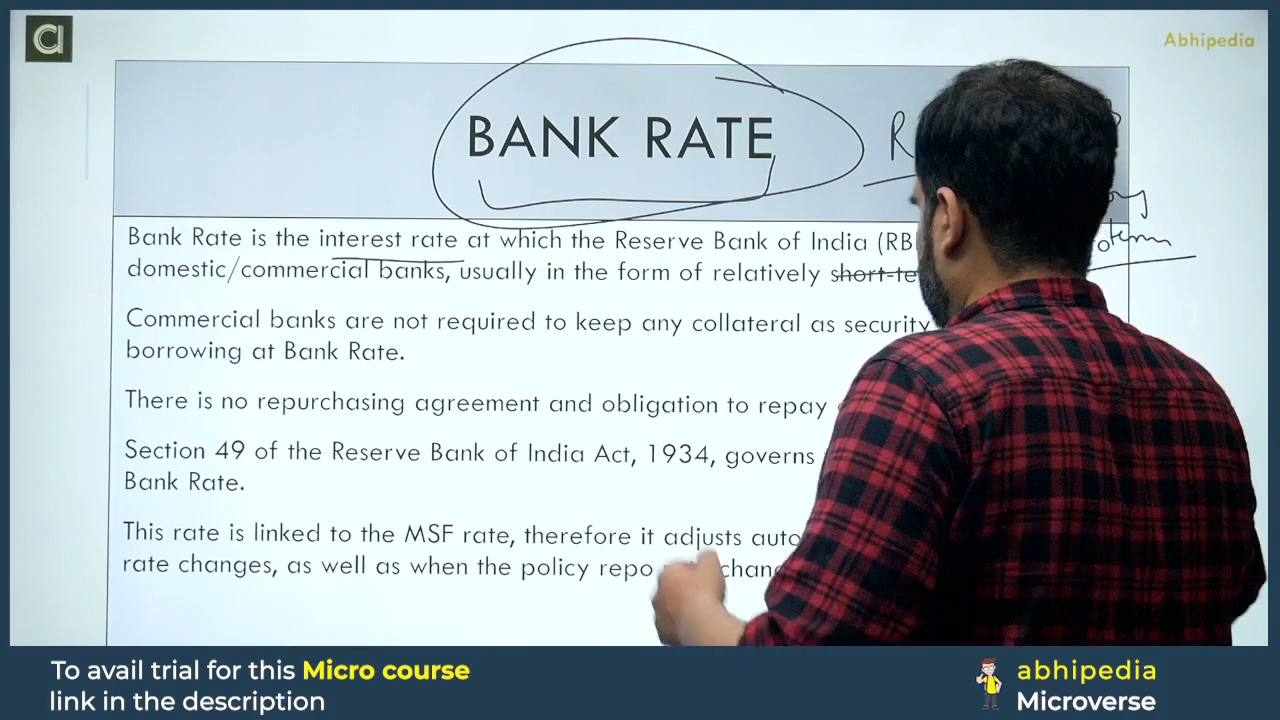 Abhipedia
BANK RATE
Bank Rate is the interest rate at which the Reserve Bank of India
domestic/commercial banks, usually in the form of relatively
Commercial banks are not required to keep any collateral as security
borrowing at Bank Rate.
There is no repurchasing agreement and obligation to repay
Section 49 of the Reserve Bank of India Act, 1934, governs
Bank Rate.
This rate is linked to the MSF rate, therefore it adjusts
rate changes, as well as when the policy repo
To avail trial for this Micro course
link in the description
abhipedia
Microverse